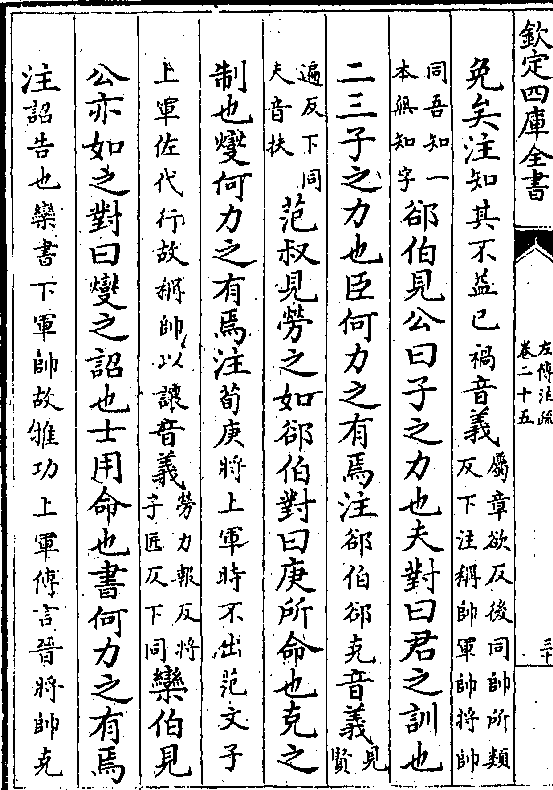 欽定四庫全書
左傳注疏
卷二十五
二十
免矣注知其不益己禍音義屬章欲反後同帥所類
反下注稱帥軍帥將帥
同吾知一
本無知字郤伯見公曰子之力也夫對曰君之訓也
二三子之力也臣何力之有焉注郤伯郤克音義見
賢
遍反下同
夫音扶范叔見勞之如郤伯對曰庚所命也克之
制也燮何力之有焉注荀庚將上軍時不出范文子
上軍佐代行故稱帥以讓音義勞力報反將
子匠反下同欒伯見
公亦如之對曰燮之詔也士用命也書何力之有焉
注詔告也欒書下軍帥故推功上軍傳言晉將帥克